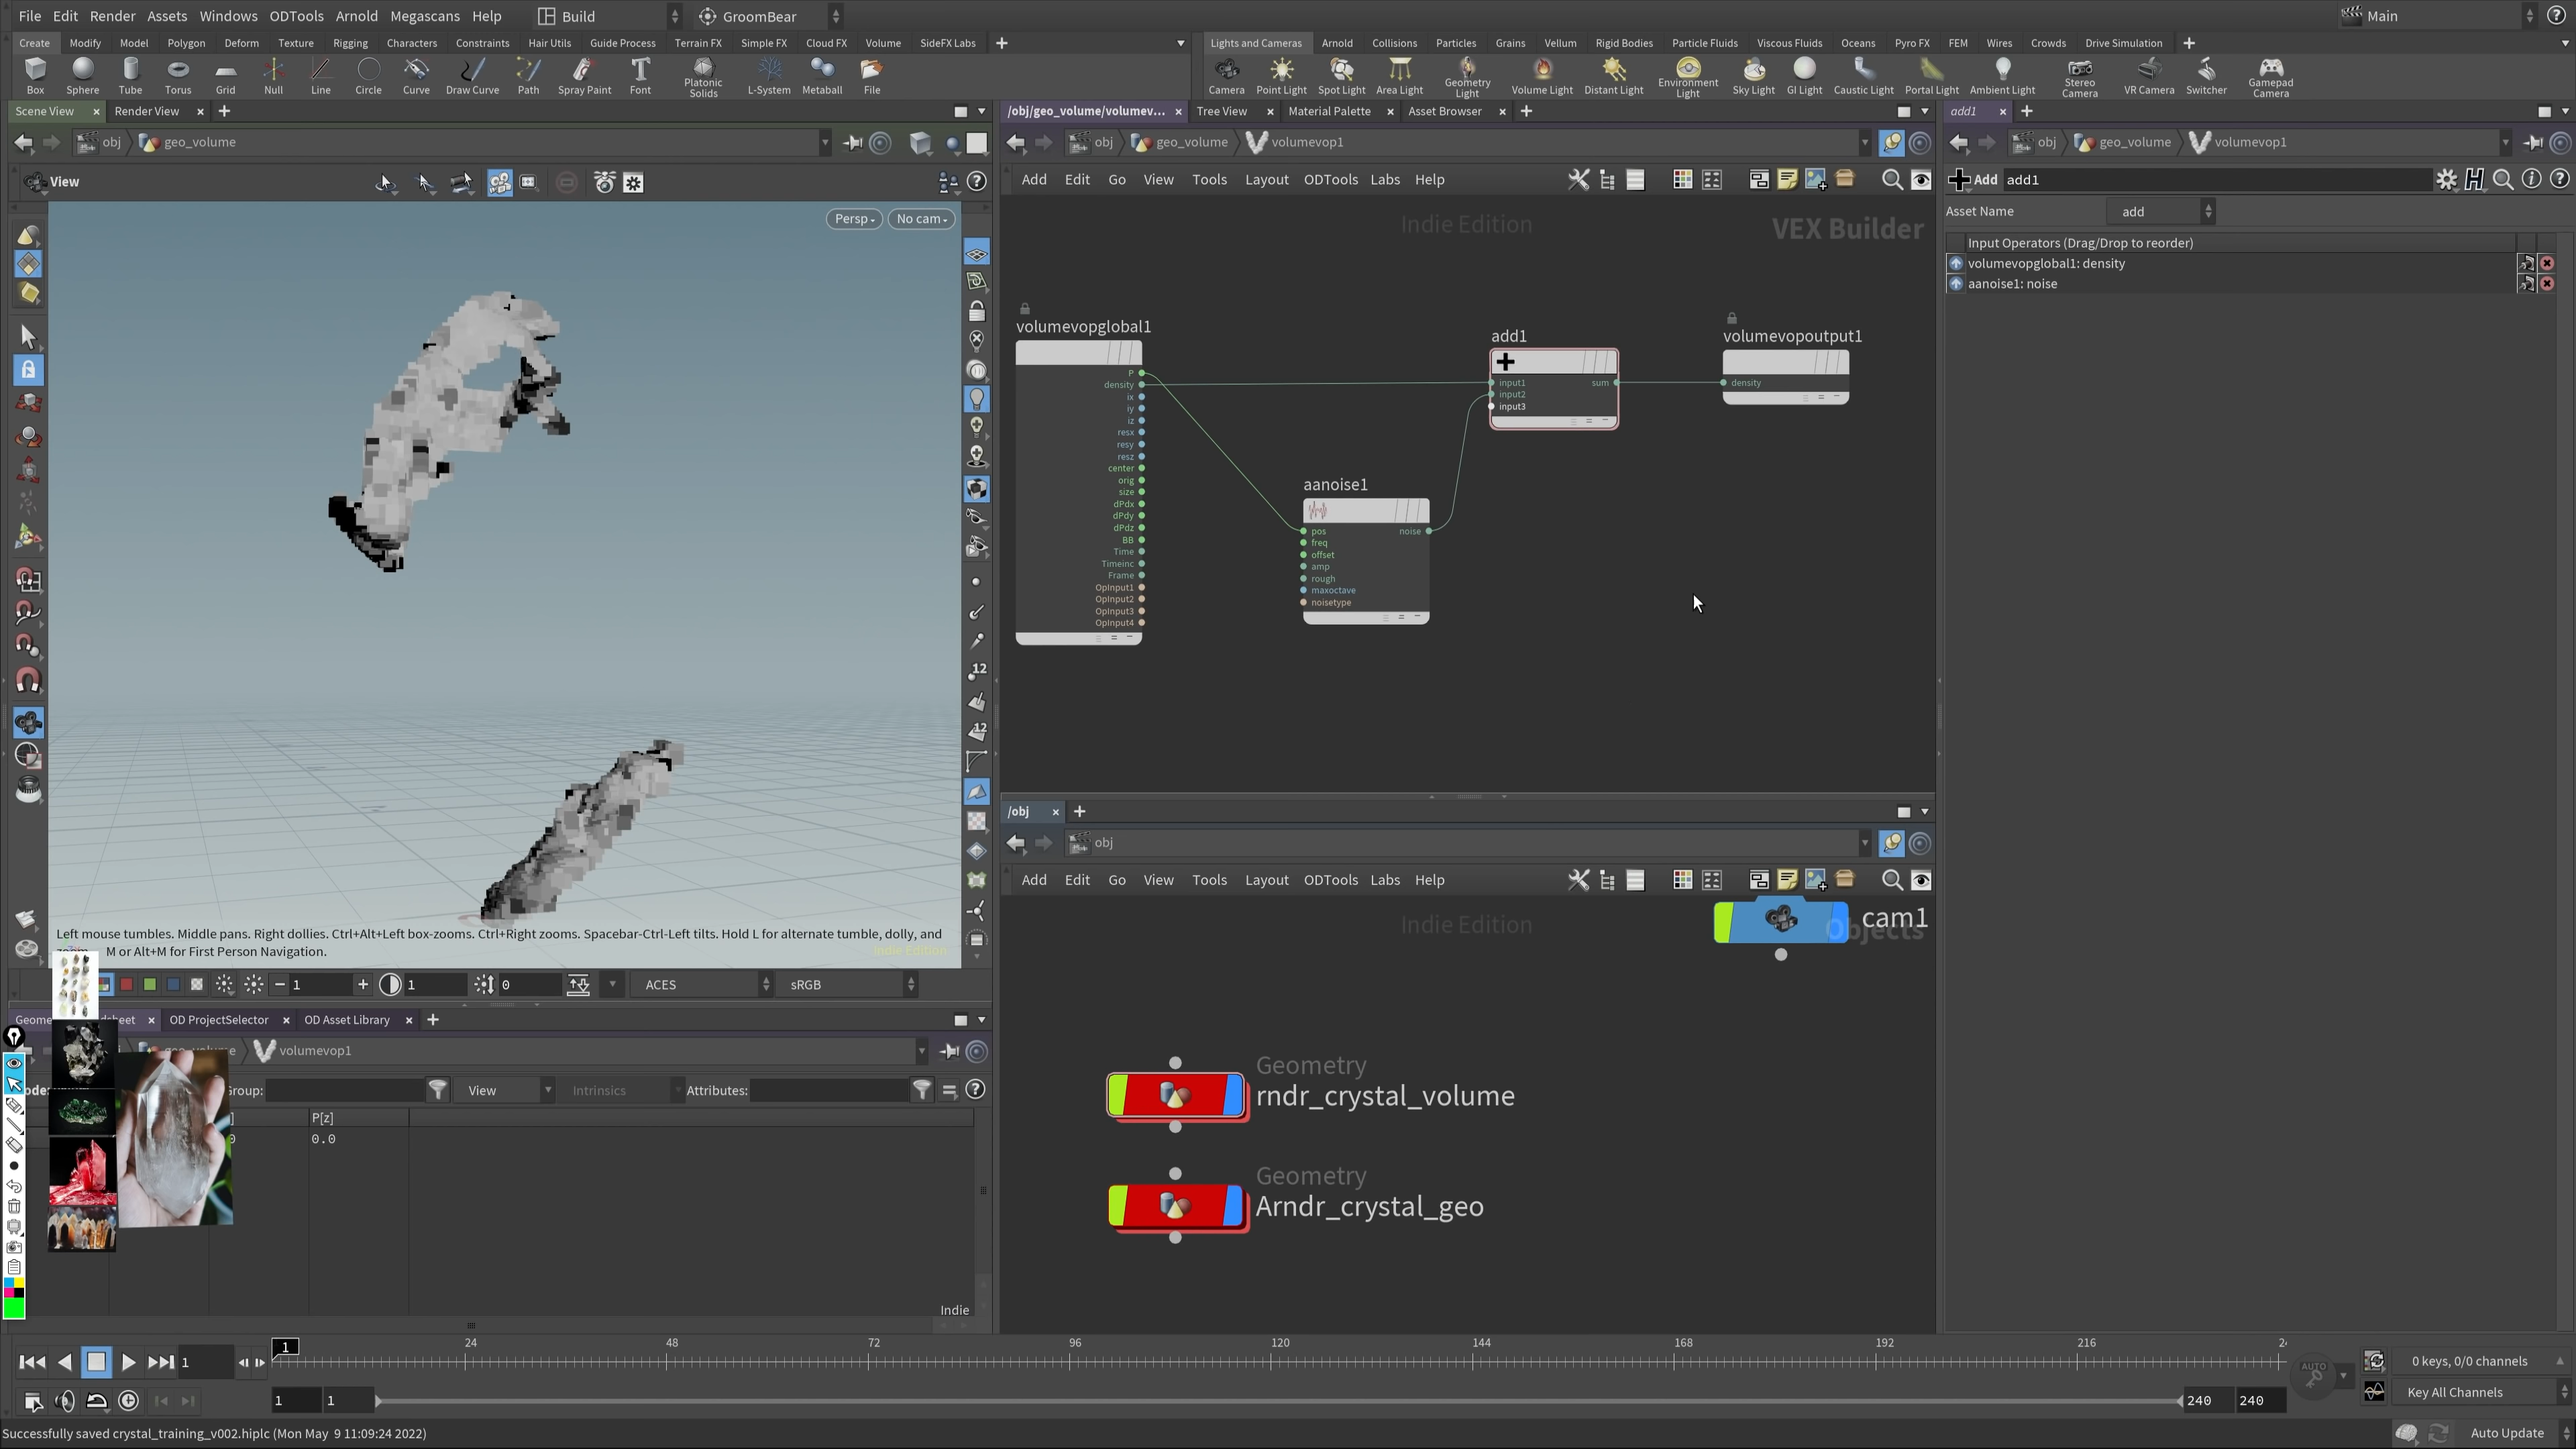 File Edit Render Assets Windows ODTools Arnold Megascans Help Build GroomBear Main
Create Modify Model Polygon Deform Texture Rigging Characters Constraints Hair Utils Guide Process Terrain FX Simple FX Cloud FX Volume SideFX Labs
Lights and Cameras Arnold Collisions Particles Grains Vellum Rigid Bodies Particle Fluids Viscous Fluids Oceans Pyro FX FEM Wires Crowds Drive Simulation
Box Sphere Tube Torus Grid Null Line Circle Curve Draw Curve Path Spray Paint Font Platonic Solids L-System Metaball File
Camera Point Light Spot Light Area Light Geometry Light Volume Light Distant Light Environment Light Sky Light GI Light Caustic Light Portal Light Ambient Light Stereo Camera VR Camera Switcher Gamepad Camera
Scene View Render View
obj geo_volume
View
Persp No cam
Left mouse tumbles. Middle pans. Right dollies. Ctrl+Alt+Left box-zooms. Ctrl+Right zooms. Spacebar-Ctrl-Left tilts. Hold L for alternate tumble, dolly, and
M or Alt+M for First Person Navigation.
Indie Edition
12
12
1 1 0 ACES sRGB
/obj/geo_volume/volumev... Tree View Material Palette Asset Browser
obj geo_volume volumevop1
Add Edit Go View Tools Layout ODTools Labs Help
Indie Edition
VEX Builder
volumevopglobal1
P
density
ix
iy
iz
resx
resy
resz
center
orig
size
dPdx
dPdy
dPdz
BB
Time
Timeinc
Frame
OpInput1
OpInput2
OpInput3
OpInput4
aanoise1
pos noise
freq
offset
amp
rough
maxoctave
noisetype
add1
input1 sum
input2
input3
volumevopoutput1
density
add1
obj geo_volume volumevop1
Add add1
Asset Name add
Input Operators (Drag/Drop to reorder)
volumevopglobal1: density
aanoise1: noise
/obj
obj
Add Edit Go View Tools Layout ODTools Labs Help
Indie Edition
Objects
cam1
Geometry
rndr_crystal_volume
Geometry
Arndr_crystal_geo
OD ProjectSelector OD Asset Library
volumevop1
Group: View Intrinsics Attributes:
P[z]
0.0
Indie
1 1 24 48 72 96 120 144 168 192 216
1 1 240 240
AUTO
0 keys, 0/0 channels
Key All Channels
Successfully saved crystal_training_v002.hiplc (Mon May 9 11:09:24 2022)
Auto Update